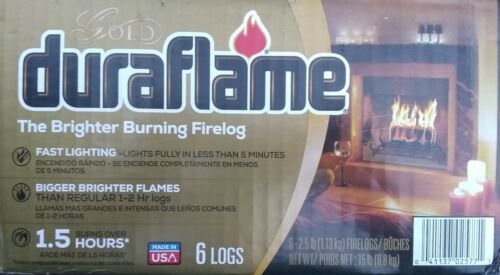 GOLD
duraflame®
The Brighter Burning Firelog
FAST LIGHTING - LIGHTS FULLY IN LESS THAN 5 MINUTES
ENCENDIDO RÁPIDO - SE ENCIENDE COMPLETAMENTE EN MENOS
DE 5 MINUTOS
BIGGER BRIGHTER FLAMES
THAN REGULAR 1-2 Hr logs
LLAMAS MÁS GRANDES E INTENSAS QUE LEÑOS COMUNES
DE 1-2 HORAS
BURNS OVER
1.5 HOURS*
ARDE MÁS DE 1.5 HORAS*
MADE IN
USA
6 LOGS
6 - 2.5 lb (1.13 kg) FIRELOGS/BÛCHES
NET WT/ POIDS NET : 15 lb (6.8 kg)
0 41137 02577